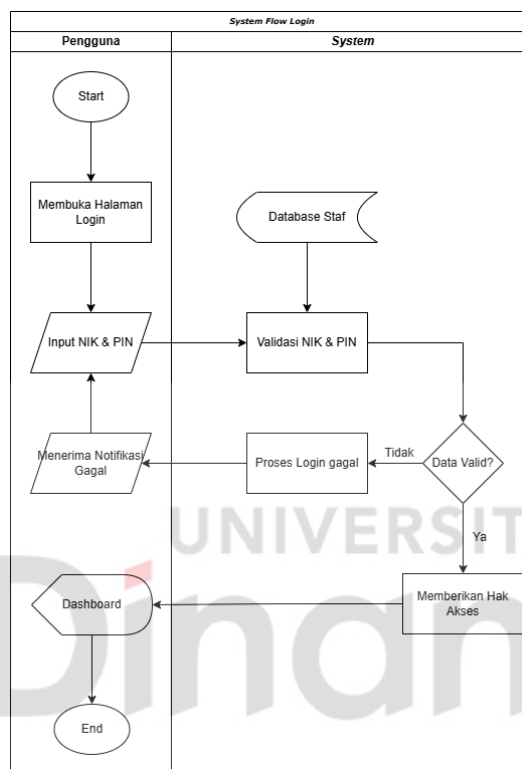 System Flow Login
Pengguna
System
Start
Membuka Halaman
Login
Database Staf
Input NIK & PIN
Validasi NIK & PIN
Menerima Notifikasi
Gagal
Proses Login gagal
Tidak
Data Valid?
UNIVERSIT
Ya
Dinam
Dashboard
Memberikan Hak
Akses
End